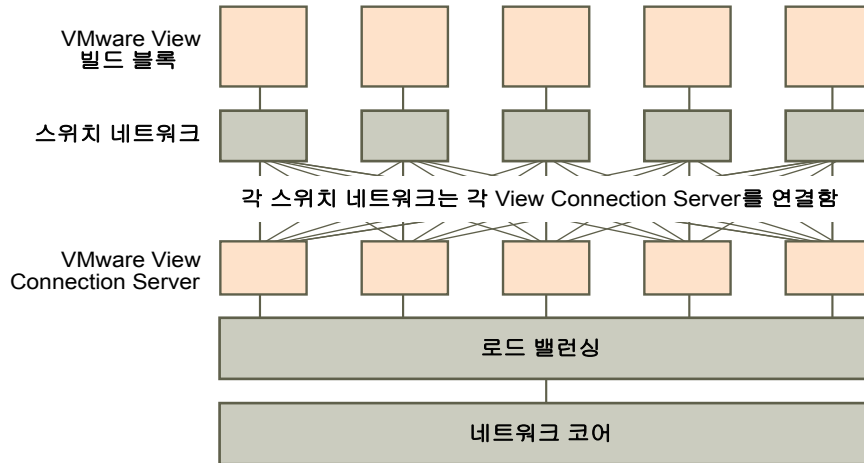 VMware View
빌드 블록
스위치 네트워크
각 스위치 네트워크는 각 View Connection Server를 연결함
VMware View
Connection Server
로드 밸런싱
네트워크 코어